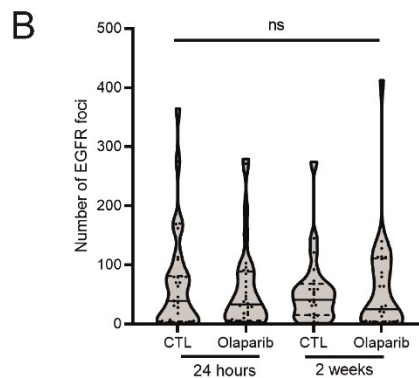 B
ns
Number of EGFR foci
500
400
300
200
100
0
CTL Olaparib CTL Olaparib
24 hours 2 weeks